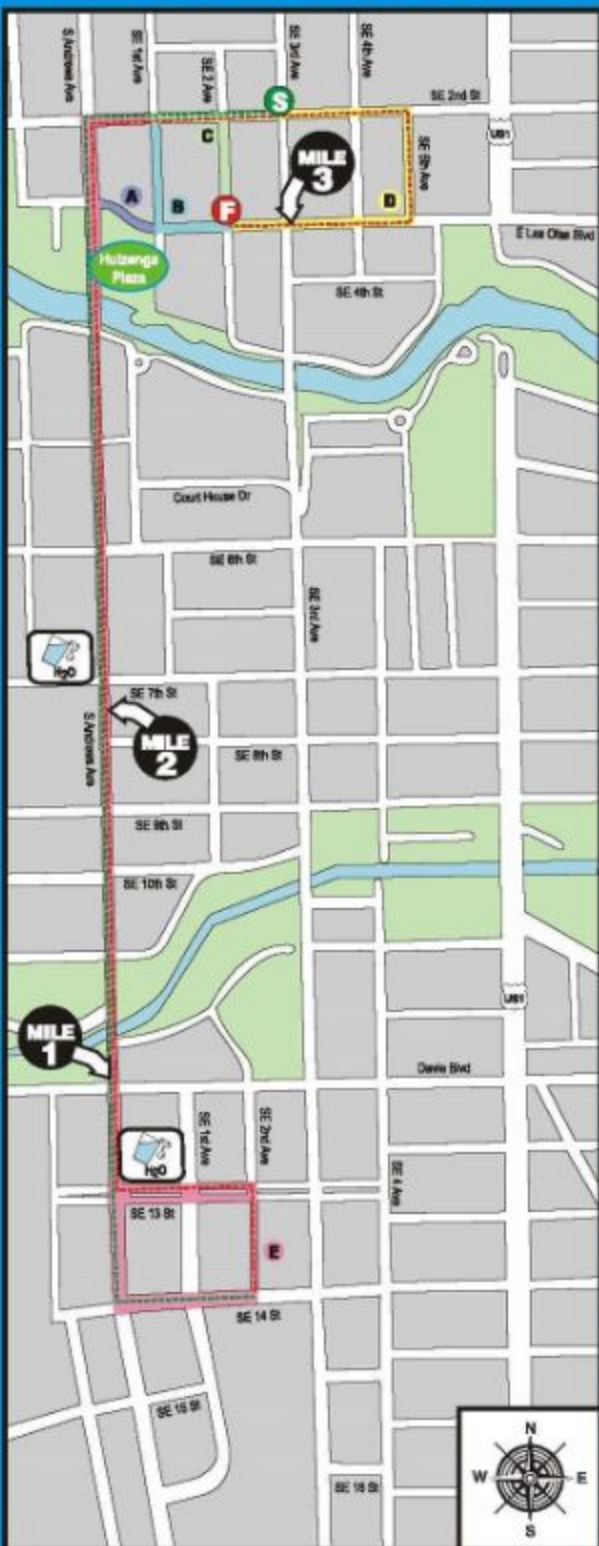 S Andrews Ave
SE 1st Ave
SE 2 Ave
SE 3rd Ave
SE 4th Ave
SE 2nd St
S
US1
C
SE 5th Ave
MILE
3
A
B
F
D
E Las Olas Blvd
Huizenga
Plaza
SE 4th St
Court House Dr
SE 6th St
SE 3rd Ave
H2O
SE 7th St
S Andrews Ave
MILE
2
SE 8th St
SE 9th St
SE 10th St
US1
MILE
1
Davie Blvd
H2O
SE 1st Ave
SE 2nd Ave
SE 4 Ave
SE 13 St
E
SE 14 St
SE 15 St
SE 16 St
N
W
E
S